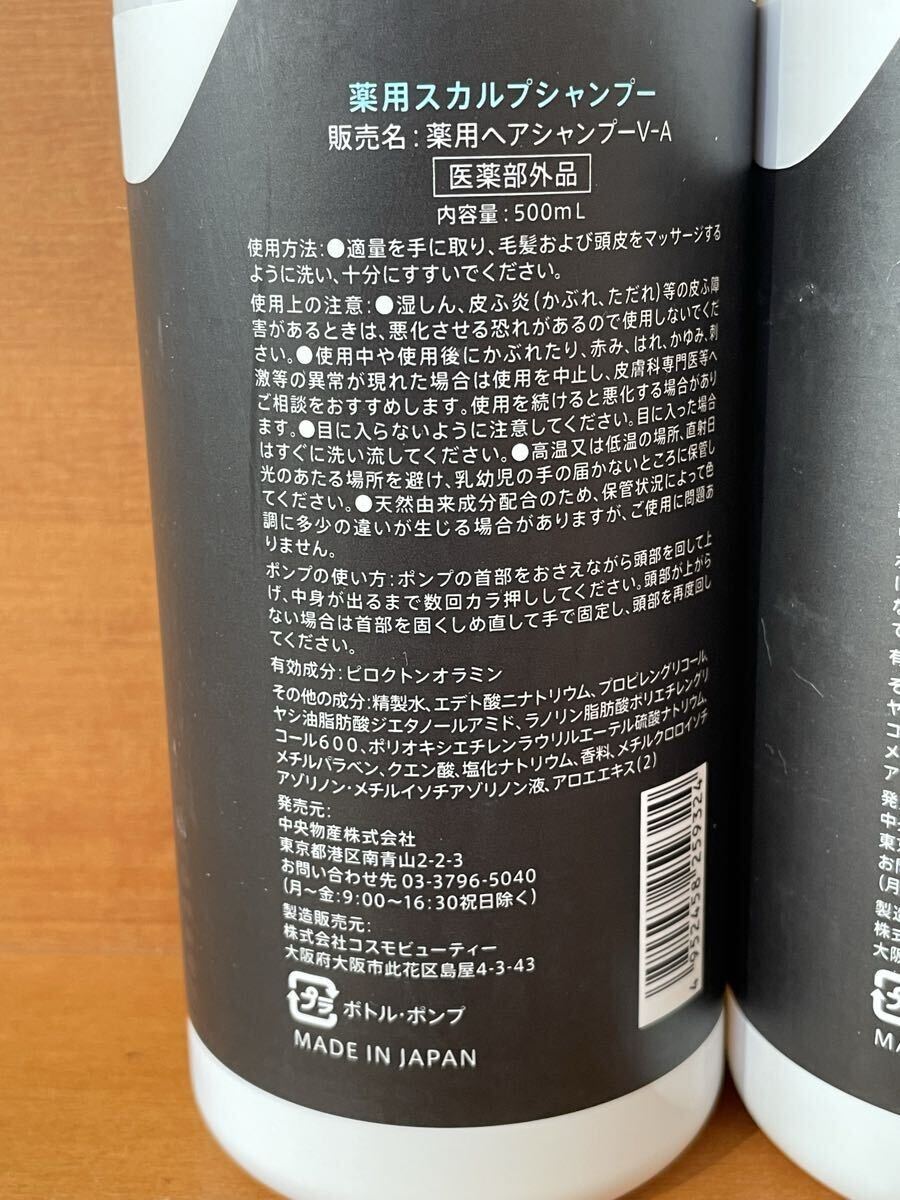 薬用スカルプシャンプー
販売名:薬用ヘアシャンプーV-A
医薬部外品
内容量:500mL
使用方法:●適量を手に取り、毛髪および頭皮をマッサージする
ように洗い、十分にすすいでください。
使用上の注意:●湿しん、皮ふ炎(かぶれ、ただれ)等の皮ふ障
害があるときは、悪化させる恐れがあるので使用しないでくだ
さい。●使用中や使用後にかぶれたり、赤み、はれ、かゆみ、刺
激等の異常が現れた場合は使用を中止し、皮膚科専門医等へ
ご相談をおすすめします。使用を続けると悪化する場合があり
ます。●目に入らないように注意してください。目に入った場合
はすぐに洗い流してください。●高温又は低温の場所、直射日
光のあたる場所を避け、乳幼児の手の届かないところに保管し
てください。●天然由来成分配合のため、保管状況によって色
調に多少の違いが生じる場合がありますが、ご使用に問題あ
りません。
ポンプの使い方:ポンプの首部をおさえながら頭部を回して上
げ、中身が出るまで数回カラ押ししてください。頭部が上がら
ない場合は首部を固くしめ直して手で固定し、頭部を再度回し
てください。
有効成分:ピロクトンオラミン
その他の成分:精製水、エデト酸二ナトリウム、プロピレングリコール、
ヤシ油脂肪酸ジエタノールアミド、ラノリン脂肪酸ポリエチレングリ
コール600、ポリオキシエチレンラウリルエーテル硫酸ナトリウム、
メチルパラベン、クエン酸、塩化ナトリウム、香料、メチルクロロイソチ
アゾリノン・メチルイソチアゾリノン液、アロエエキス(2)
発売元:
中央物産株式会社
東京都港区南青山2-2-3
お問い合わせ先 03-3796-5040
(月～金:9:00～16:30祝日除く)
製造販売元:
株式会社コスモビューティー
大阪府大阪市此花区島屋4-3-43
プラ ボトル・ポンプ
MADE IN JAPAN
4952458259324